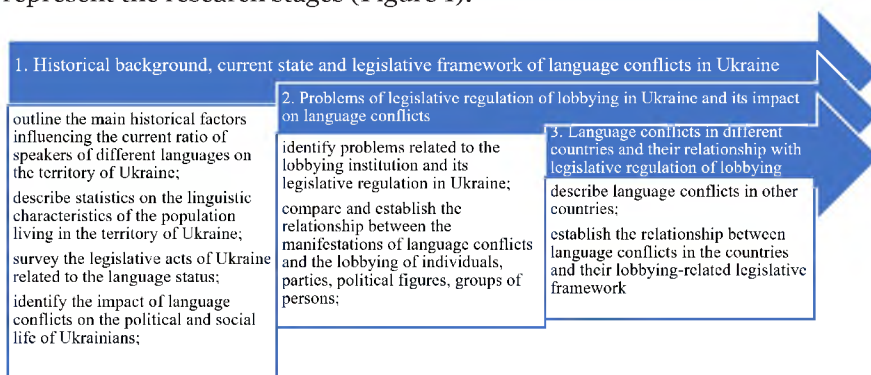 represent the research stages (Figure 1).
1. Historical background, current state and legislative framework of language conflicts in Ukraine
outline the main historical factors
influencing the current ratio of
speakers of different languages on
the territory of Ukraine;
describe statistics on the linguistic
characteristics of the population
living in the territory of Ukraine;
survey the legislative acts of Ukraine
related to the language status;
identify the impact of language
conflicts on the political and social
life of Ukrainians;
2. Problems of legislative regulation of lobbying in Ukraine and its impact
on language conflicts
identify problems related to the
lobbying institution and its
legislative regulation in Ukraine;
compare and establish the
relationship between the
manifestations of language conflicts
and the lobbying of individuals,
parties, political figures, groups of
persons;
3. Language conflicts in different
countries and their relationship with
legislative regulation of lobbying
describe language conflicts in other
countries;
establish the relationship between
language conflicts in the countries
and their lobbying-related legislative
framework